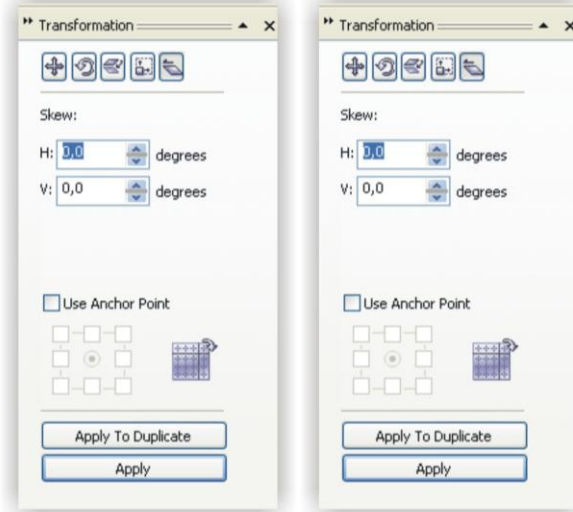 Transformation
Skew:
H: 0,0 degrees
V: 0,0 degrees
Use Anchor Point
Apply To Duplicate
Apply
Transformation
Skew:
H: 0,0 degrees
V: 0,0 degrees
Use Anchor Point
Apply To Duplicate
Apply